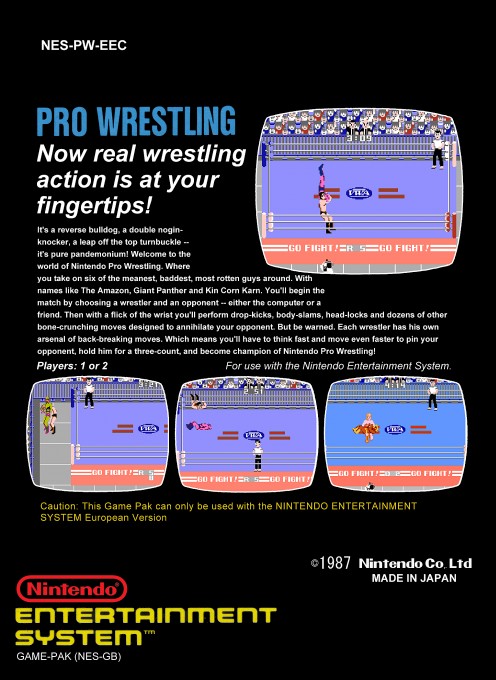 NES-PW-EEC
PRO WRESTLING
Now real wrestling
action is at your
fingertips!
It's a reverse bulldog, a double nogin-
knocker, a leap off the top turnbuckle --
it's pure pandemonium! Welcome to the
world of Nintendo Pro Wrestling. Where
you take on six of the meanest, baddest, most rotten guys around. With
names like The Amazon, Giant Panther and Kin Corn Karn. You'll begin the
match by choosing a wrestler and an opponent -- either the computer or a
friend. Then with a flick of the wrist you'll perform drop-kicks, body-slams, head-locks and dozens of other
bone-crunching moves designed to annihilate your opponent. But be warned. Each wrestler has his own
arsenal of back-breaking moves. Which means you'll have to think fast and move even faster to pin your
opponent, hold him for a three-count, and become champion of Nintendo Pro Wrestling!
GO FIGHT! GO FIGHT!
Players: 1 or 2
For use with the Nintendo Entertainment System.
GO FIGHT!
GO FIGHT! GO FIGHT!
GO FIGHT! GO FIGHT!
Caution: This Game Pak can only be used with the NINTENDO ENTERTAINMENT
SYSTEM European Version
©1987 Nintendo Co. Ltd
MADE IN JAPAN
Nintendo
ENTERTAINMENT
SYSTEM™
GAME-PAK (NES-GB)